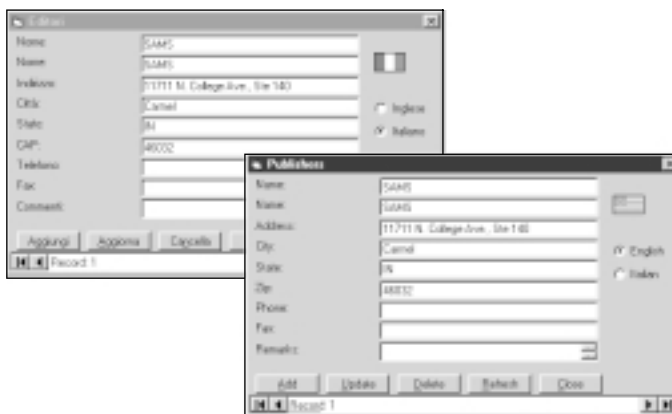 Editori
Name: SAMS
Name: SAMS
Indirizzo: 11711 N. College Ave., Ste 140
Città: Carmel
Stato: IN
CAP: 46032
Telefono:
Fax:
Commenti:
Inglese
Italiano
Aggiungi Aggiorna Cancella
Record: 1
Publishers
Name: SAMS
Name: SAMS
Address: 11711 N. College Ave., Ste 140
City: Carmel
State: IN
Zip: 46032
Phone:
Fax:
Remarks:
English
Italian
Add Update Delete Refresh Close
Record: 1